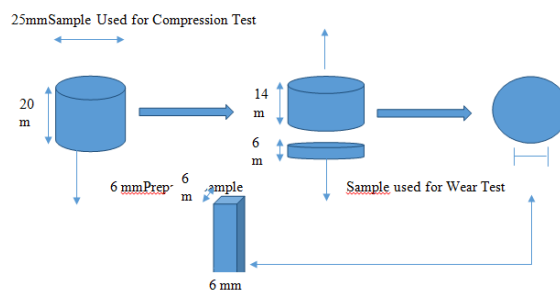 25mmSample Used for Compression Test
20
m
14
m
6
m
6 mmPrep
ample
6
m
Sample used for Wear Test
6 mm